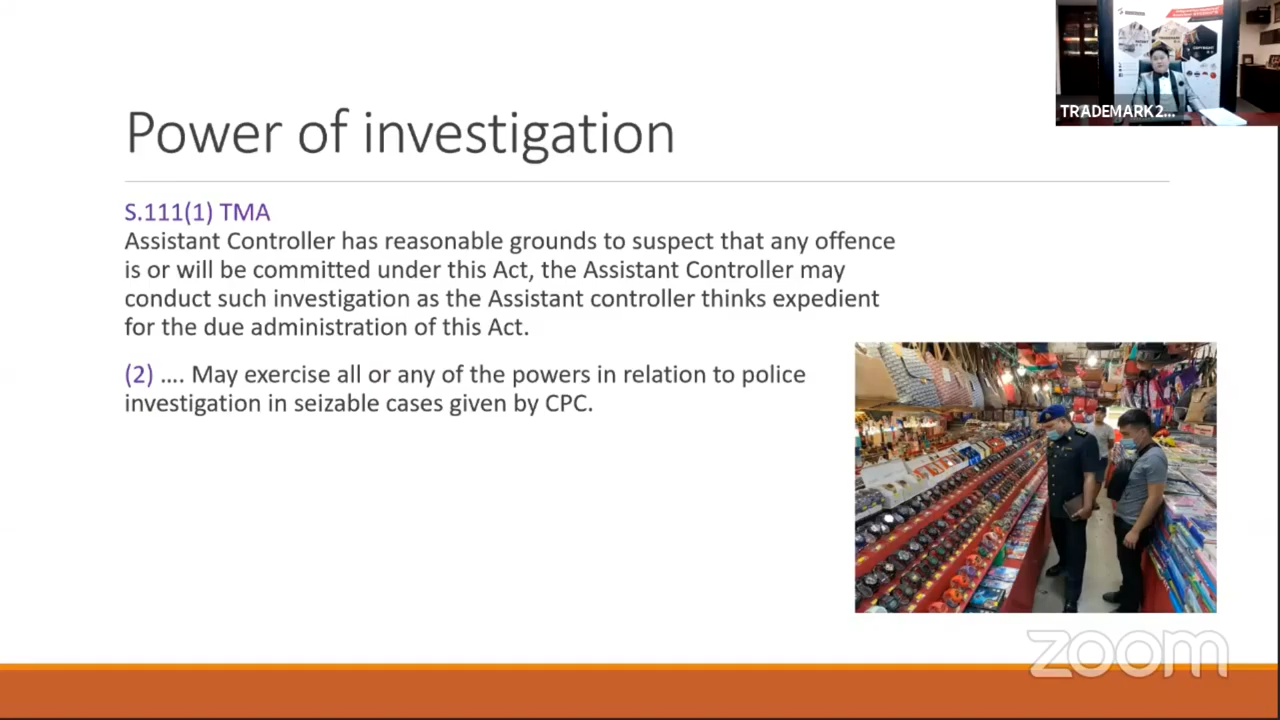 TRADEMARK2...
Power of investigation
S.111(1) TMA
Assistant Controller has reasonable grounds to suspect that any offence
is or will be committed under this Act, the Assistant Controller may
conduct such investigation as the Assistant controller thinks expedient
for the due administration of this Act.
(2) .... May exercise all or any of the powers in relation to police
investigation in seizable cases given by CPC.
zoom